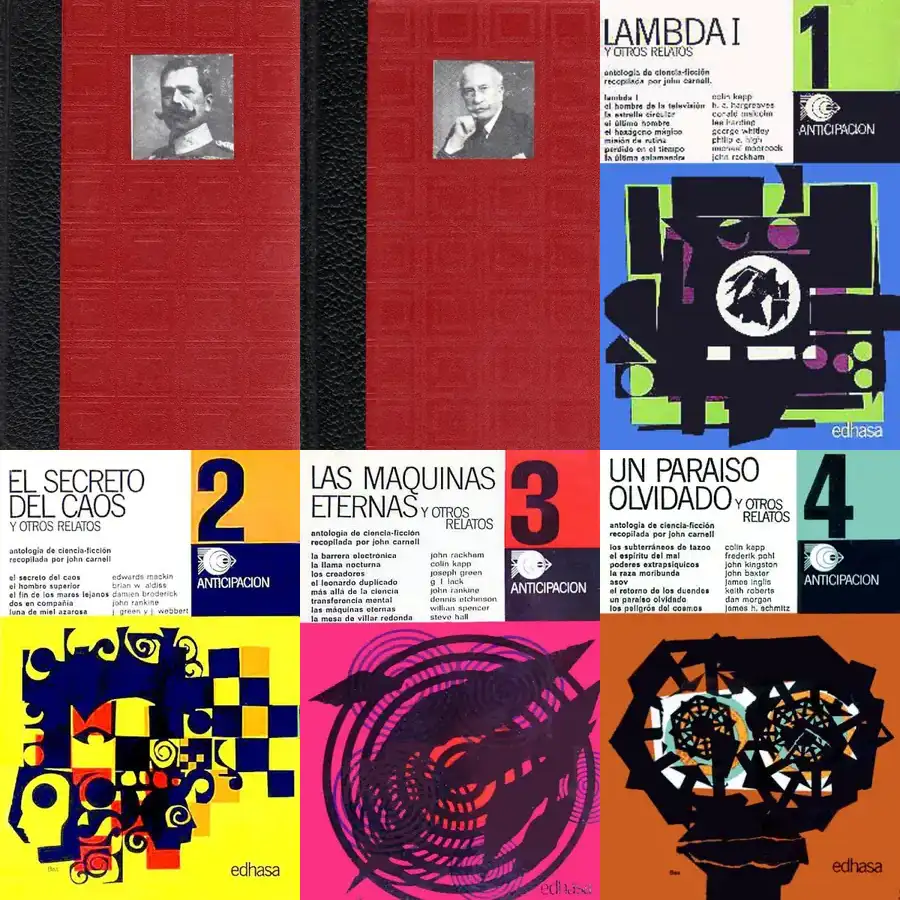 LAMBDA I
Y OTROS RELATOS
antología de ciencia-ficción
recopilada por john carnell.
lambda I colin kapp
el hombre de la televisión h. a. hargreaves
la estrella circular donald malcolm
el último hombre lee harding
el hexágono mágico george whitley
misión de rutina philip e. high
perdido en el tiempo michael moorcock
la última salamandra john rackham
1
ANTICIPACION
edhasa
EL SECRETO
DEL CAOS
Y OTROS RELATOS
antología de ciencia-ficción
recopilada por john carnell
el secreto del caos edwards mackin
el hombre superior brian w. aldiss
el fin de los mares lejanos damien broderick
dos en compañía john rankine
luna de miel azarosa j. green y j. webbert
2
ANTICIPACION
edhasa
LAS MAQUINAS
ETERNAS Y OTROS
RELATOS
antología de ciencia-ficción
recopilada por john carnell
la barrera electrónica john rackham
la llama nocturna colin kapp
los creadores joseph green
el leonardo duplicado g. l. lack
más allá de la ciencia john rankine
transferencia mental dennis etchinson
las máquinas eternas willian spencer
la mesa de villar redonda steve hall
3
ANTICIPACION
edhasa
UN PARAISO
OLVIDADO Y OTROS
RELATOS
antología de ciencia-ficción
recopilada por john carnell
los subterráneos de tazoo colin kapp
el espíritu del mal frederik pohl
poderes extrapsíquicos john kingston
la raza moribunda john baxter
asov james inglis
el retorno de los duendes keith roberts
un paraíso olvidado dan morgan
los peligros del cosmos james h. schmitz
4
ANTICIPACION
edhasa